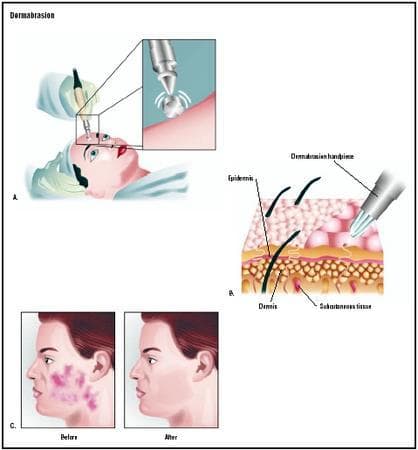 Dermabrasion
A.
Dermabrasion handpiece
Epidermis
B.
Dermis
Subcutaneous tissue
C.
Before
After